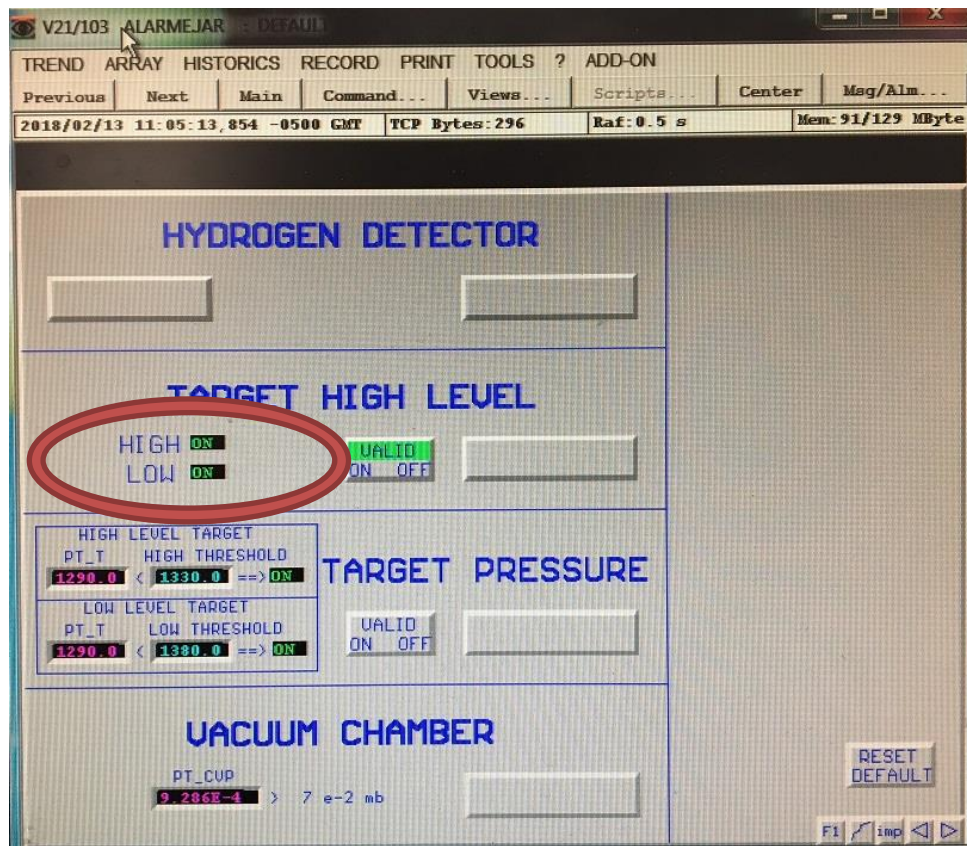 V21/103 ALARMEJAR : DEFAULT
TREND ARRAY HISTORICS RECORD PRINT TOOLS ? ADD-ON
Previous Next Main Command... Views... Scripts... Center Msg/Alm...
2018/02/13 11:05:13,854 -0500 GMT TCP Bytes:296 Raf:0.5 s Mem:91/129 MByte
HYDROGEN DETECTOR
TARGET HIGH LEVEL
HIGH ON
LOW ON
VALID
ON OFF
HIGH LEVEL TARGET
PT_T HIGH THRESHOLD
1290.0 < 1330.0 ==> ON
LOW LEVEL TARGET
PT_T LOW THRESHOLD
1290.0 < 1380.0 ==> ON
TARGET PRESSURE
VALID
ON OFF
VACUUM CHAMBER
PT_CVP
9.286E-4 > 7 e-2 mb
RESET
DEFAULT
F1 imp